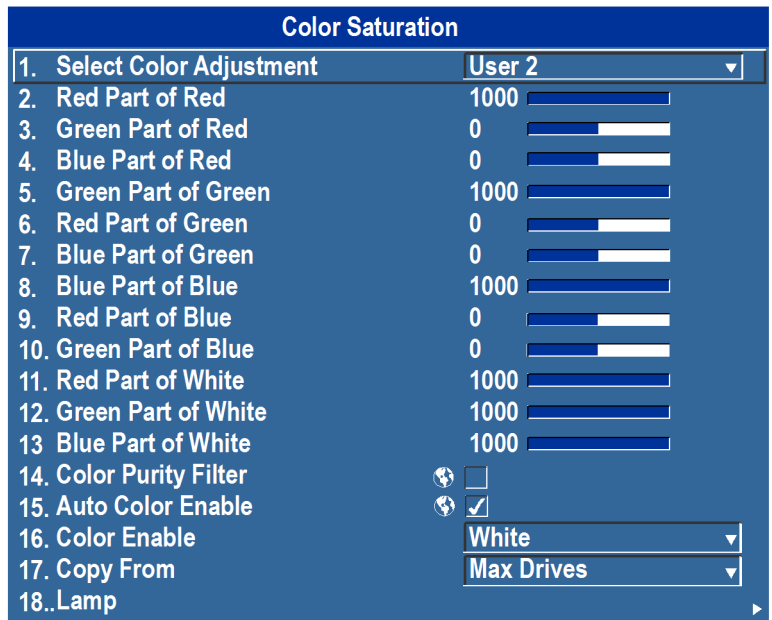 Color Saturation
1. Select Color Adjustment User 2
2. Red Part of Red 1000
3. Green Part of Red 0
4. Blue Part of Red 0
5. Green Part of Green 1000
6. Red Part of Green 0
7. Blue Part of Green 0
8. Blue Part of Blue 1000
9. Red Part of Blue 0
10. Green Part of Blue 0
11. Red Part of White 1000
12. Green Part of White 1000
13 Blue Part of White 1000
14. Color Purity Filter
15. Auto Color Enable
16. Color Enable White
17. Copy From Max Drives
18..Lamp